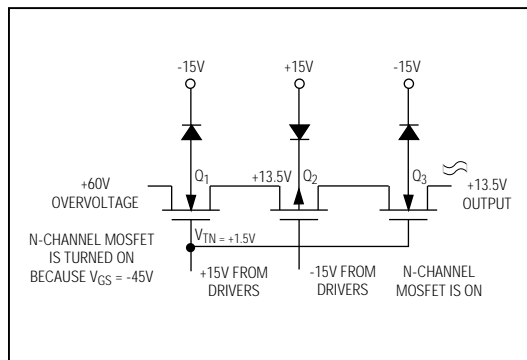 -15V
+15V
-15V
Q1
+13.5V
Q2
Q3
+60V
OVERVOLTAGE
+13.5V
OUTPUT
N-CHANNEL MOSFET
IS TURNED ON
BECAUSE VGS = -45V
VTN = +1.5V
+15V FROM
DRIVERS
-15V FROM
DRIVERS
N-CHANNEL
MOSFET IS ON